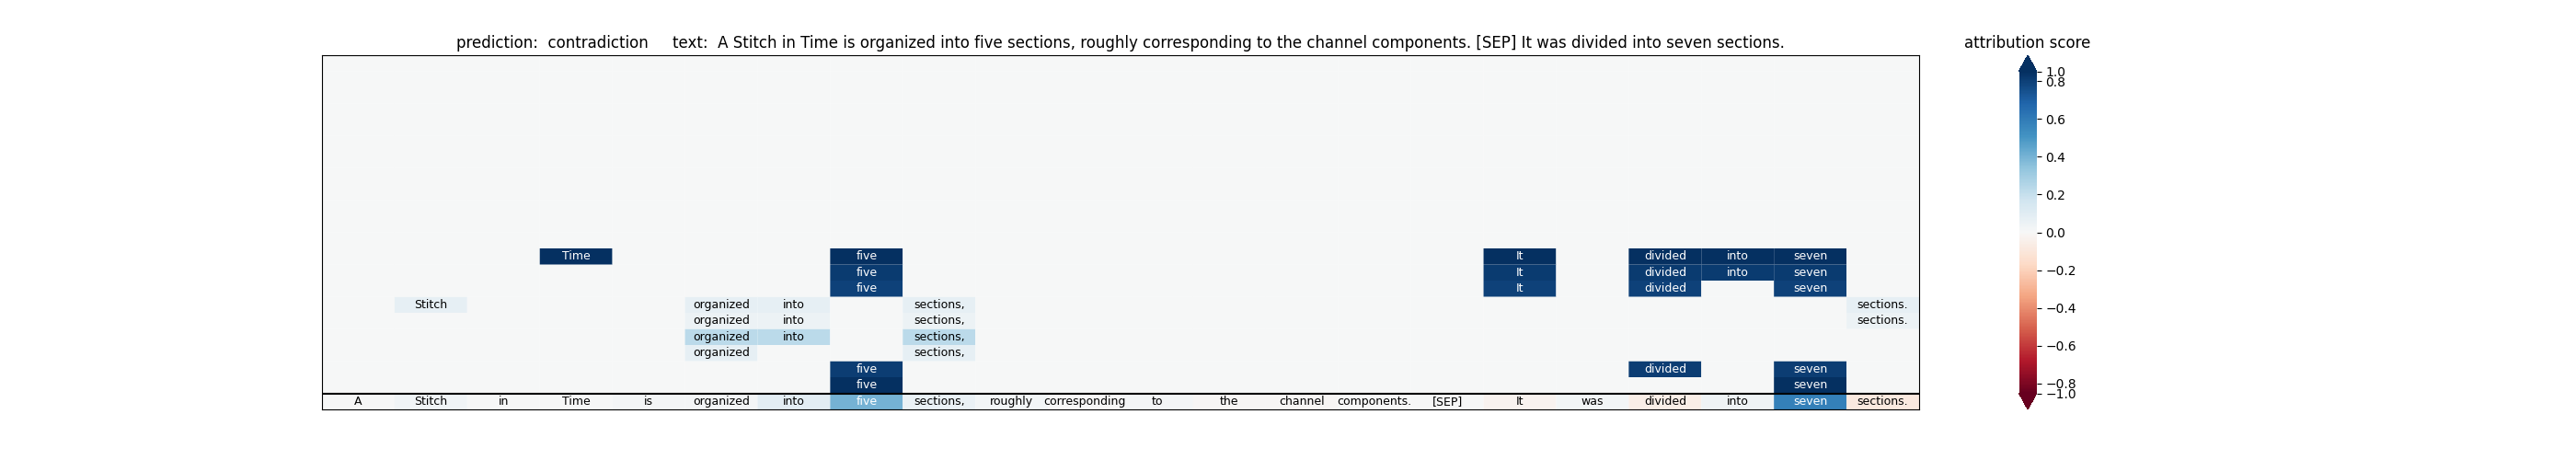 prediction:  contradiction     text:  A Stitch in Time is organized into five sections, roughly corresponding to the channel components. [SEP] It was divided into seven sections.
attribution score
1.0
0.8
0.6
0.4
0.2
0.0
−0.2
−0.4
−0.6
−0.8
−1.0
Time five It divided into seven
five It divided into seven
five It divided seven
Stitch organized into sections, sections.
organized into sections, sections.
organized into sections,
organized sections,
five divided seven
five seven
A Stitch in Time is organized into five sections, roughly corresponding to the channel components. [SEP] It was divided into seven sections.